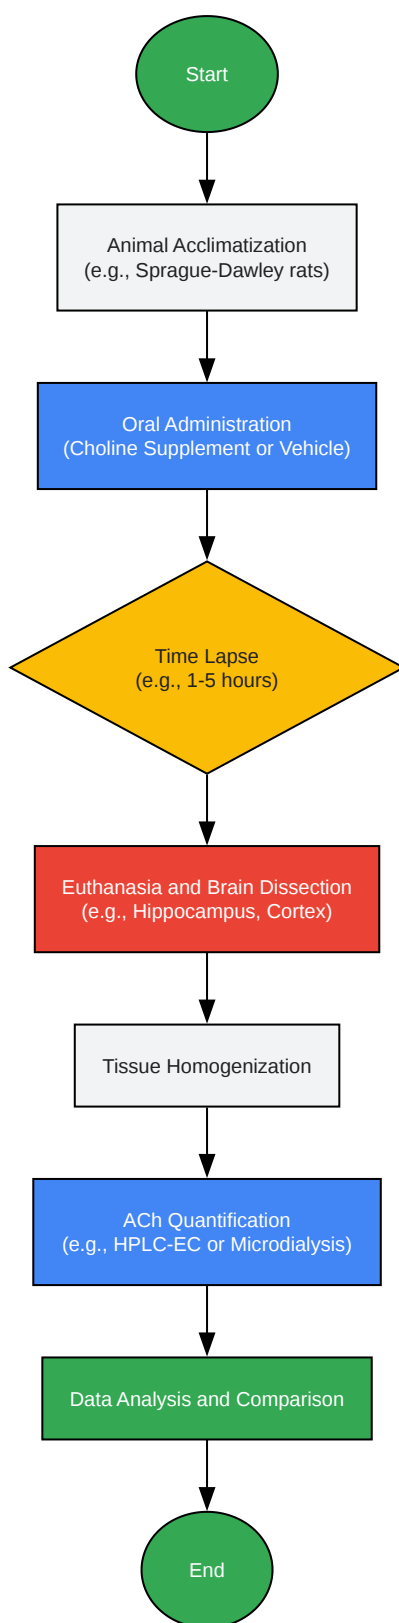 Start
Animal Acclimatization
(e.g., Sprague-Dawley rats)
Oral Administration
(Choline Supplement or Vehicle)
Time Lapse
(e.g., 1-5 hours)
Euthanasia and Brain Dissection
(e.g., Hippocampus, Cortex)
Tissue Homogenization
ACh Quantification
(e.g., HPLC-EC or Microdialysis)
Data Analysis and Comparison
End